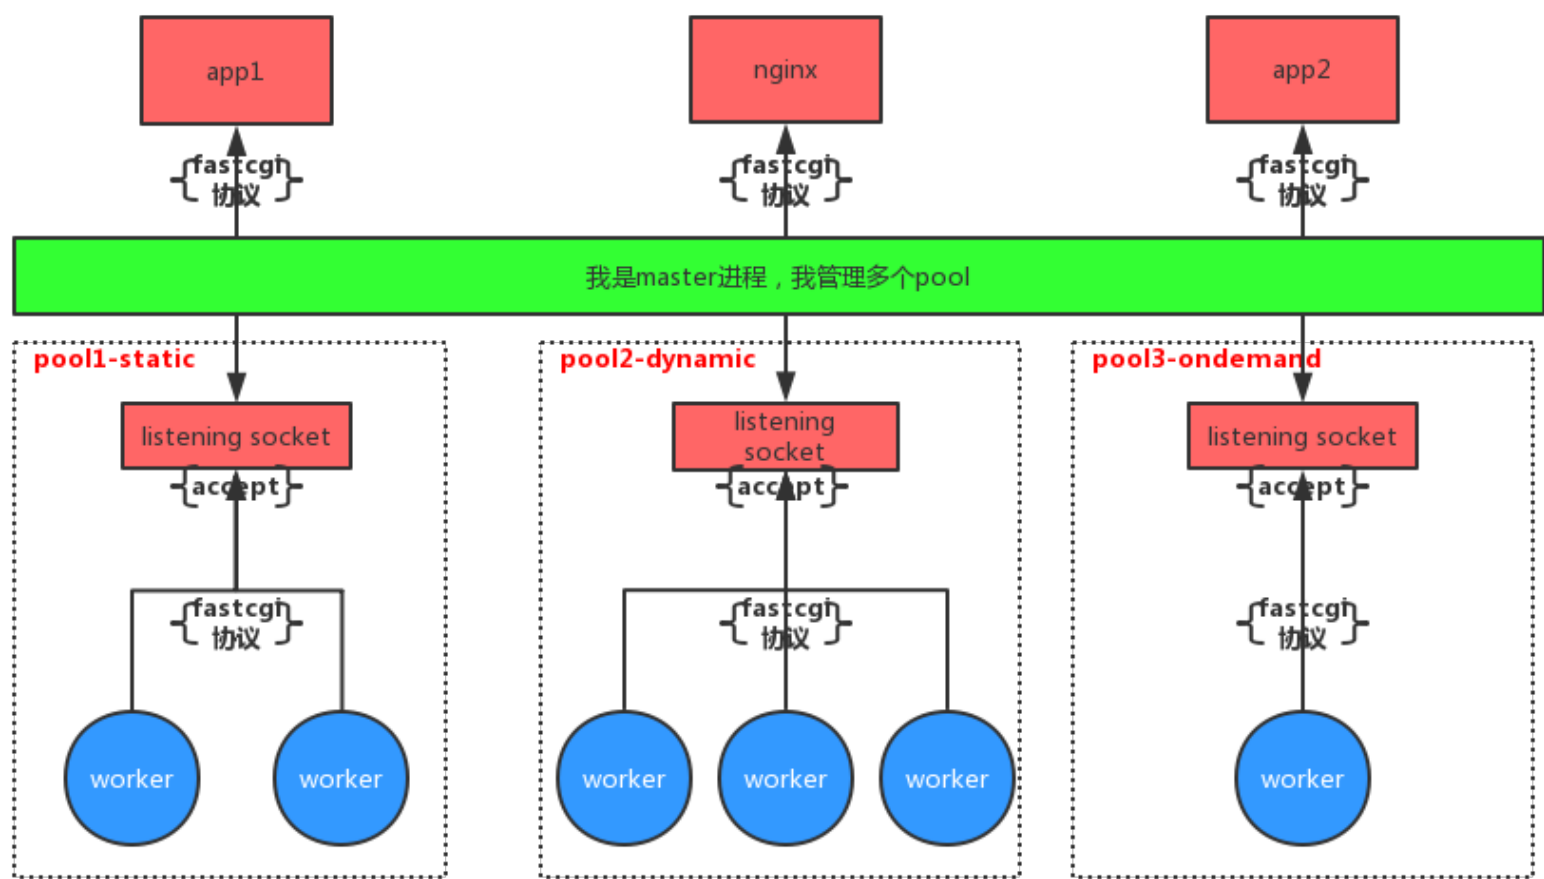 app1
nginx
app2
fastcgi
协议
fastcgi
协议
fastcgi
协议
我是master进程，我管理多个pool
pool1-static
pool2-dynamic
pool3-ondemand
listening socket
listening
socket
listening socket
accept
accept
accept
fastcgi
协议
fastcgi
协议
fastcgi
协议
worker
worker
worker
worker
worker
worker